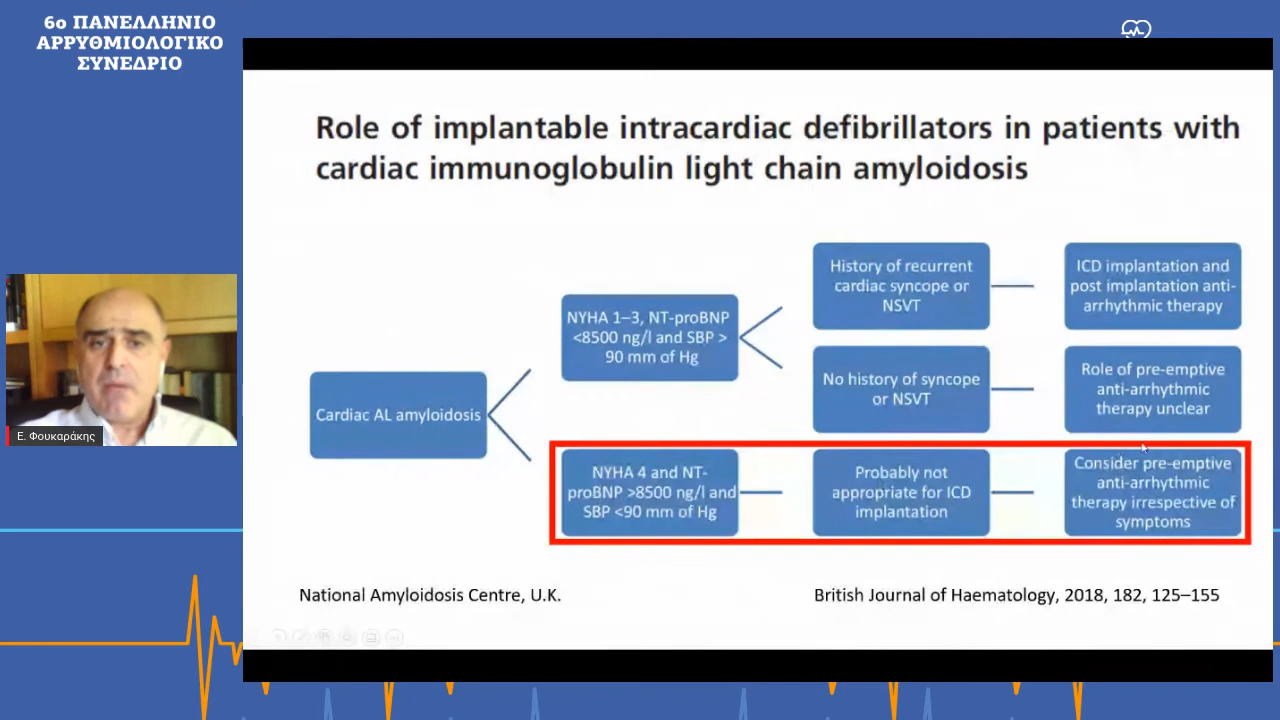 6ο ΠΑΝΕΛΛΗΝΙΟ
ΑΡΡΥΘΜΙΟΛΟΓΙΚΟ
ΣΥΝΕΔΡΙΟ
Role of implantable intracardiac defibrillators in patients with
cardiac immunoglobulin light chain amyloidosis
Cardiac AL amyloidosis
NYHA 1–3, NT-proBNP
<8500 ng/l and SBP >
90 mm of Hg
History of recurrent
cardiac syncope or
NSVT
ICD implantation and
post implantation anti-
arrhythmic therapy
No history of syncope
or NSVT
Role of pre-emptive
anti-arrhythmic
therapy unclear
NYHA 4 and NT-
proBNP >8500 ng/l and
SBP <90 mm of Hg
Probably not
appropriate for ICD
implantation
Consider pre-emptive
anti-arrhythmic
therapy irrespective of
symptoms
National Amyloidosis Centre, U.K.
British Journal of Haematology, 2018, 182, 125–155
Ε. Φουκαράκης